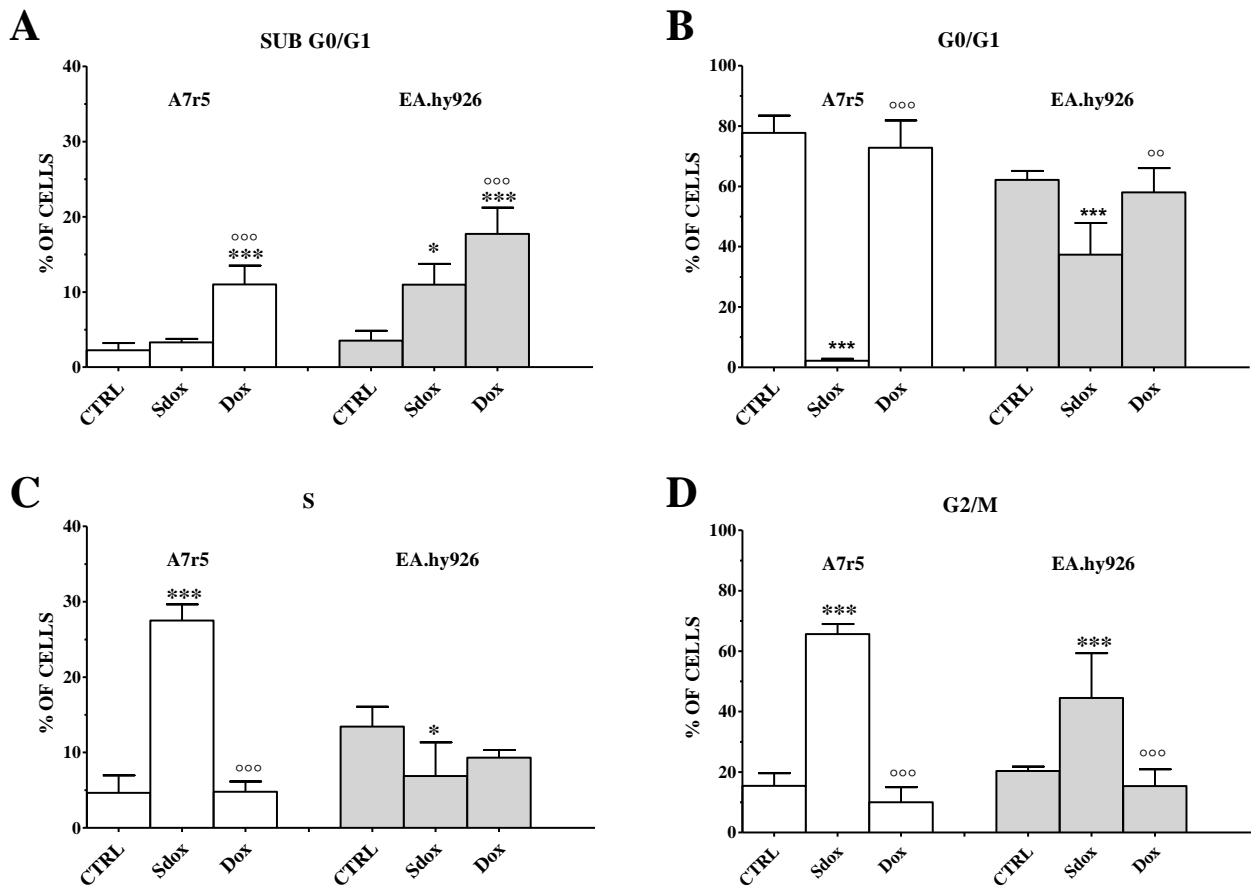 A
SUB G0/G1
40
30
20
10
0
% OF CELLS
A7r5
EA.hy926
°°°
***
*
°°°
***
CTRL
Sdox
Dox
CTRL
Sdox
Dox
B
G0/G1
100
80
60
40
20
0
% OF CELLS
A7r5
EA.hy926
***
°°°
***
°°
CTRL
Sdox
Dox
CTRL
Sdox
Dox
C
S
40
30
20
10
0
% OF CELLS
A7r5
EA.hy926
***
°°°
*
CTRL
Sdox
Dox
CTRL
Sdox
Dox
D
G2/M
100
80
60
40
20
0
% OF CELLS
A7r5
EA.hy926
***
°°°
***
°°°
CTRL
Sdox
Dox
CTRL
Sdox
Dox